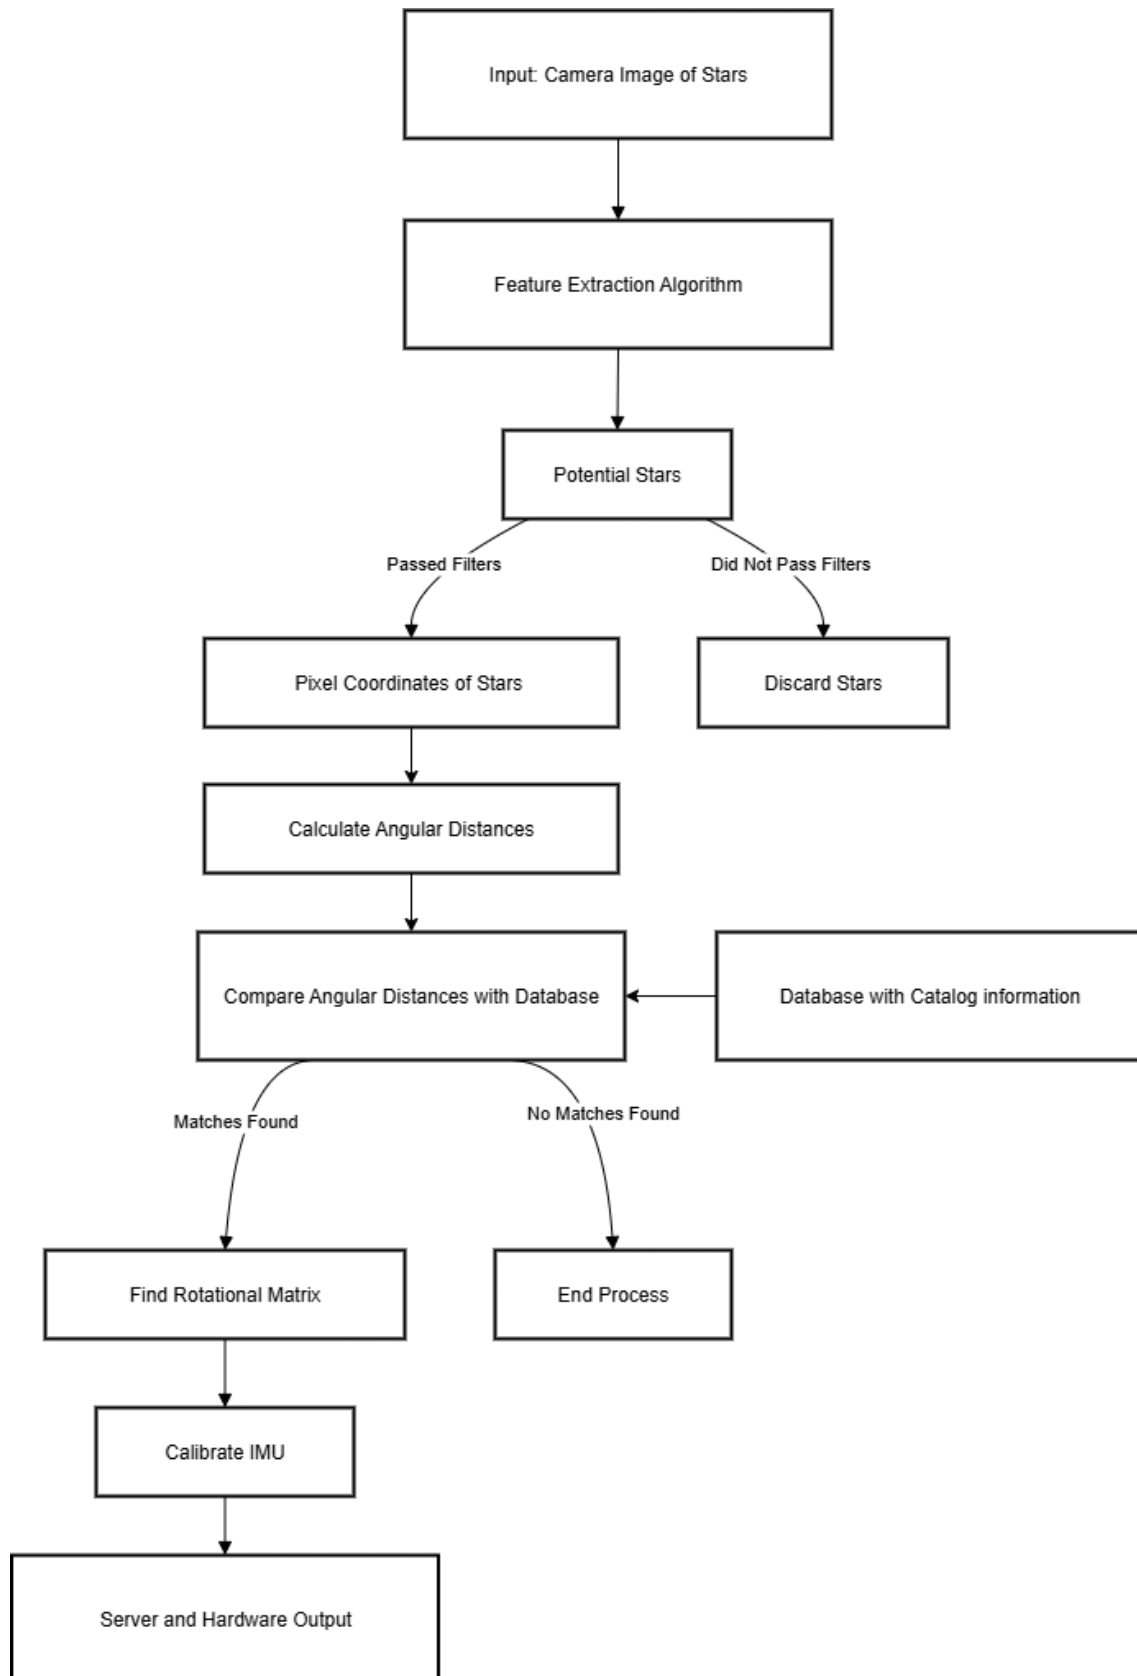 Input: Camera Image of Stars
Feature Extraction Algorithm
Potential Stars
Passed Filters
Did Not Pass Filters
Pixel Coordinates of Stars
Discard Stars
Calculate Angular Distances
Compare Angular Distances with Database
Database with Catalog information
Matches Found
No Matches Found
Find Rotational Matrix
End Process
Calibrate IMU
Server and Hardware Output